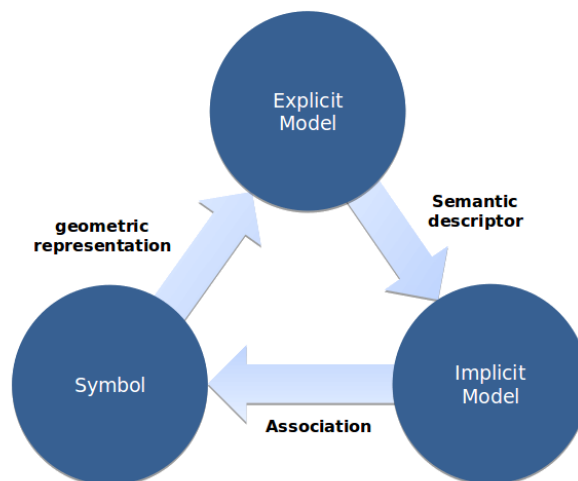 Explicit
Model
geometric
representation
Semantic
descriptor
Symbol
Implicit
Model
Association